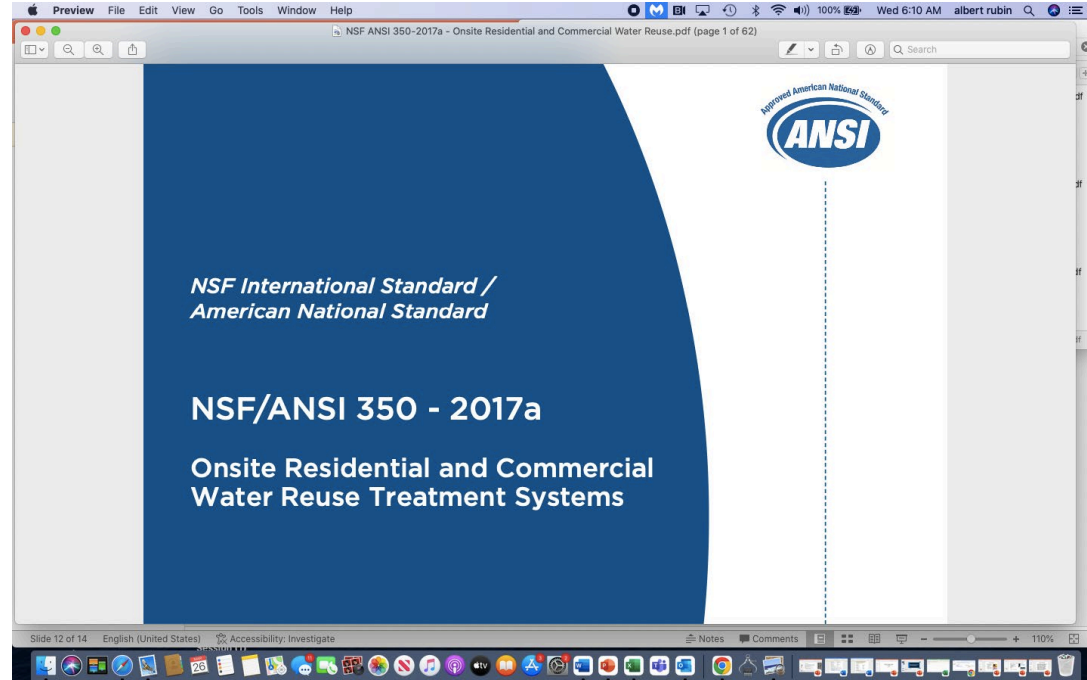 Preview File Edit View Go Tools Window Help 100% Wed 6:10 AM albert rubin
NSF ANSI 350-2017a - Onsite Residential and Commercial Water Reuse.pdf (page 1 of 62)
Search
Approved American National Standard
ANSI
NSF International Standard /
American National Standard
NSF/ANSI 350 - 2017a
Onsite Residential and Commercial
Water Reuse Treatment Systems
Slide 12 of 14 English (United States) Accessibility: Investigate Notes Comments 110%
26
tv